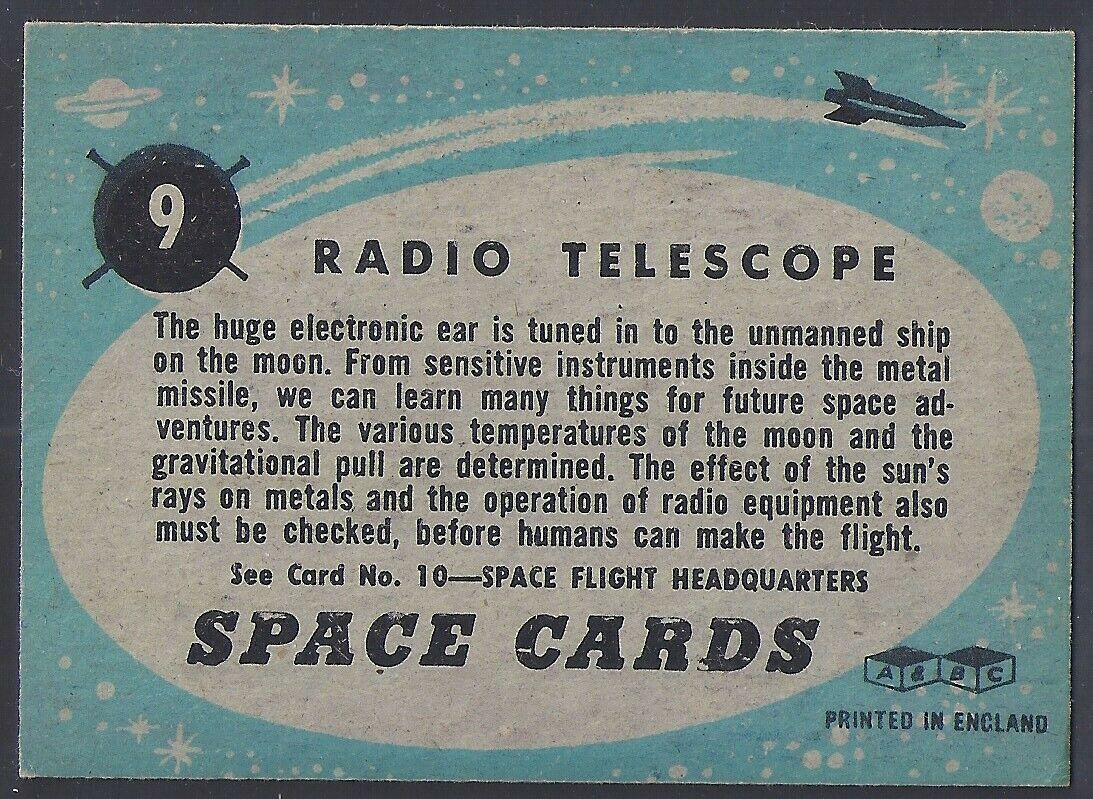 9
RADIO TELESCOPE
The huge electronic ear is tuned in to the unmanned ship
on the moon. From sensitive instruments inside the metal
missile, we can learn many things for future space ad-
ventures. The various temperatures of the moon and the
gravitational pull are determined. The effect of the sun's
rays on metals and the operation of radio equipment also
must be checked, before humans can make the flight.
See Card No. 10—SPACE FLIGHT HEADQUARTERS
SPACE CARDS
A & B C
PRINTED IN ENGLAND